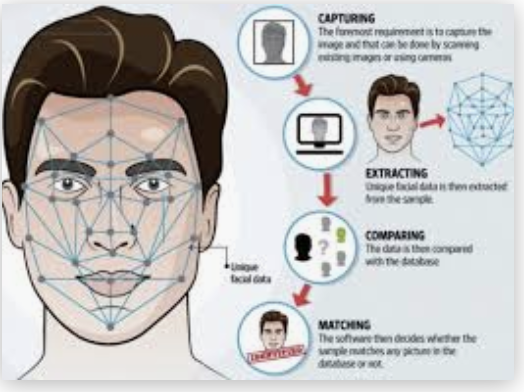 CAPTURING
The foremost requirement is to capture the
image and that can be done by scanning
existing images or using cameras
EXTRACTING
Unique facial data is then extracted
from the sample.
Unique
facial data
COMPARING
The data is then compared
with the database
MATCHING
The software then decides whether the
sample matches any picture in the
database or not.
?